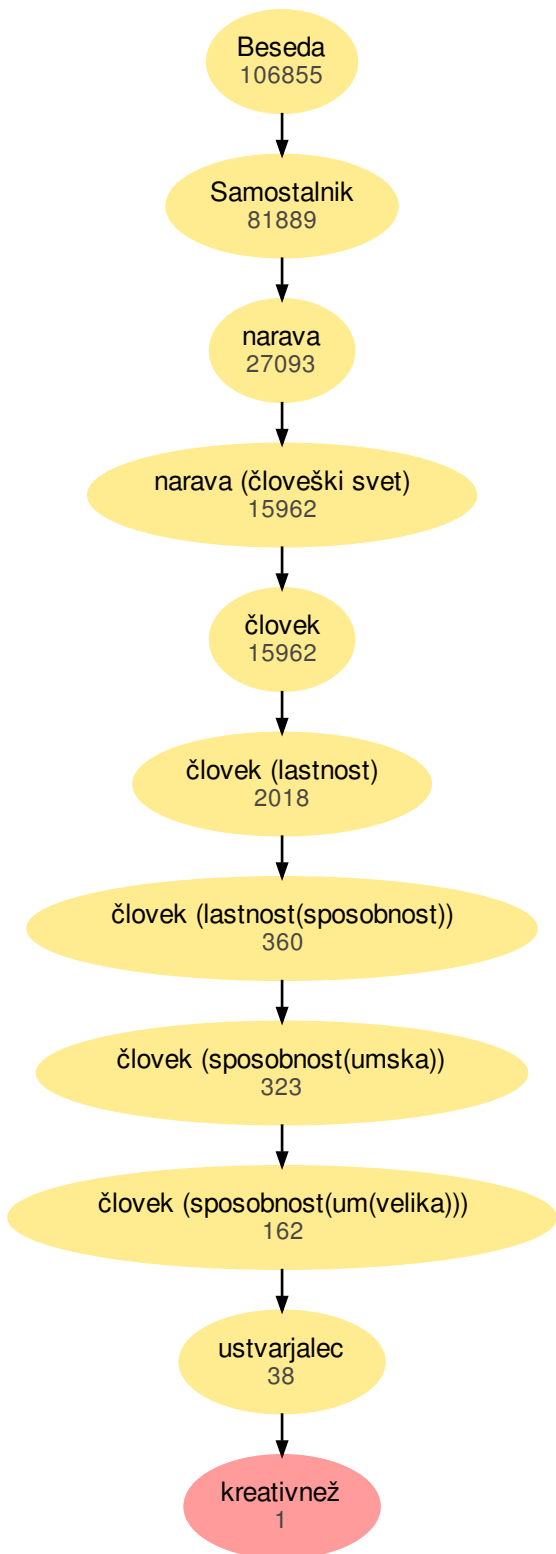 Beseda
106855
Samostalnik
81889
narava
27093
narava (človeški svet)
15962
človek
15962
človek (lastnost)
2018
človek (lastnost(sposobnost))
360
človek (sposobnost(umska))
323
človek (sposobnost(um(velika)))
162
ustvarjalec
38
kreativnež
1